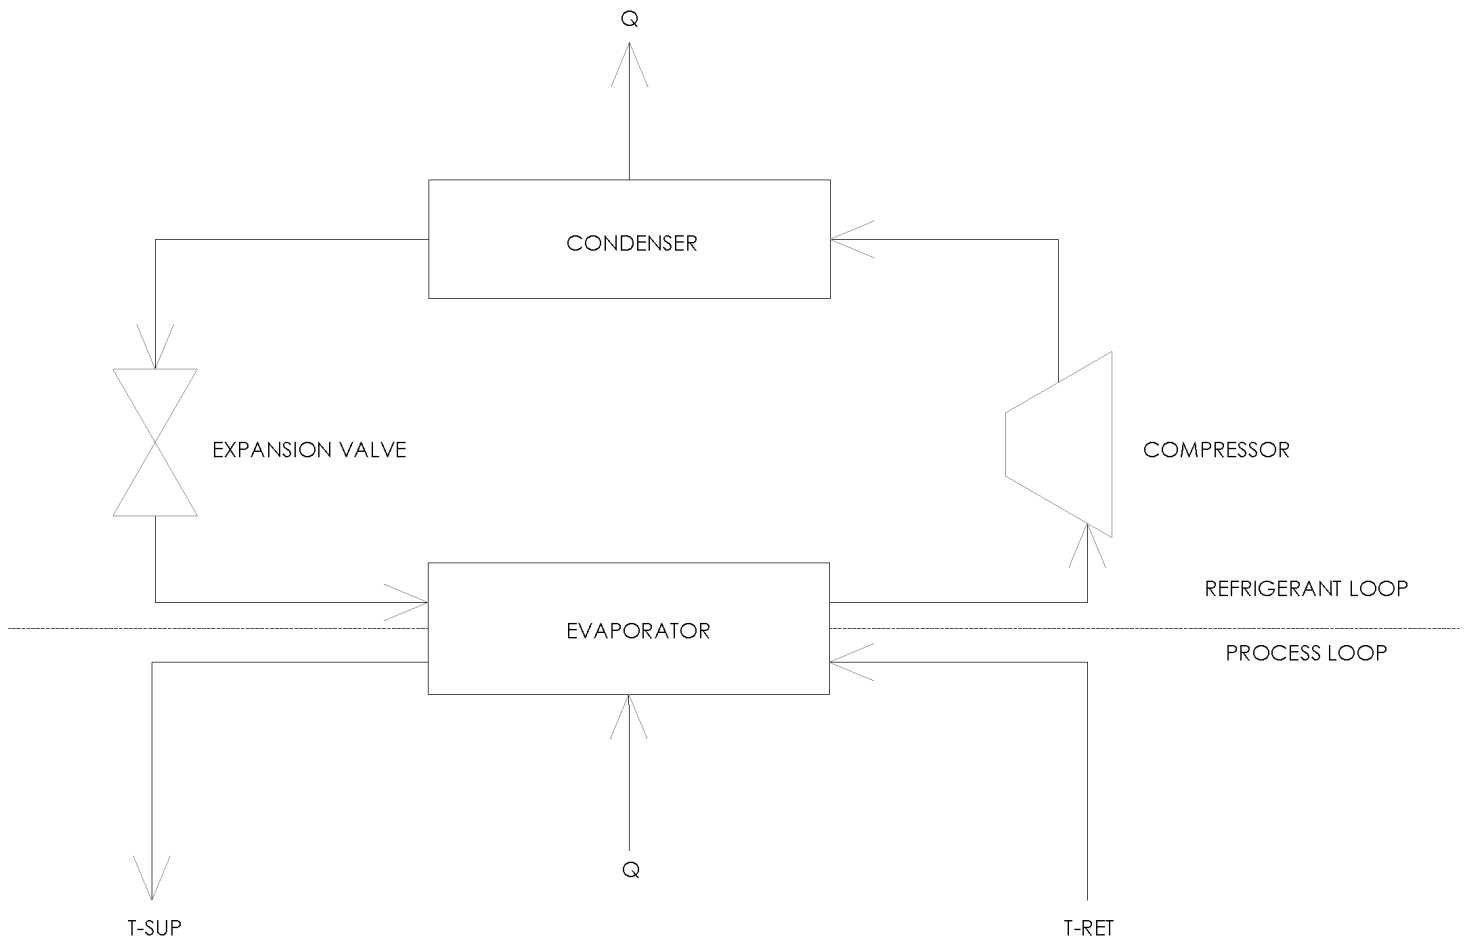 Q
CONDENSER
EXPANSION VALVE
COMPRESSOR
REFRIGERANT LOOP
EVAPORATOR
PROCESS LOOP
Q
T-SUP
T-RET